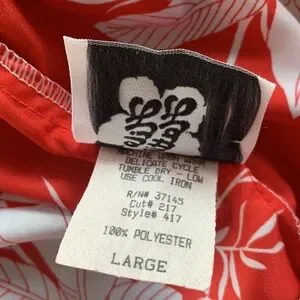 DELICATE CYCLE
TUMBLE DRY - LOW
USE COOL IRON
R/N# 37145
Cut# 217
Style# 417
100% POLYESTER
LARGE